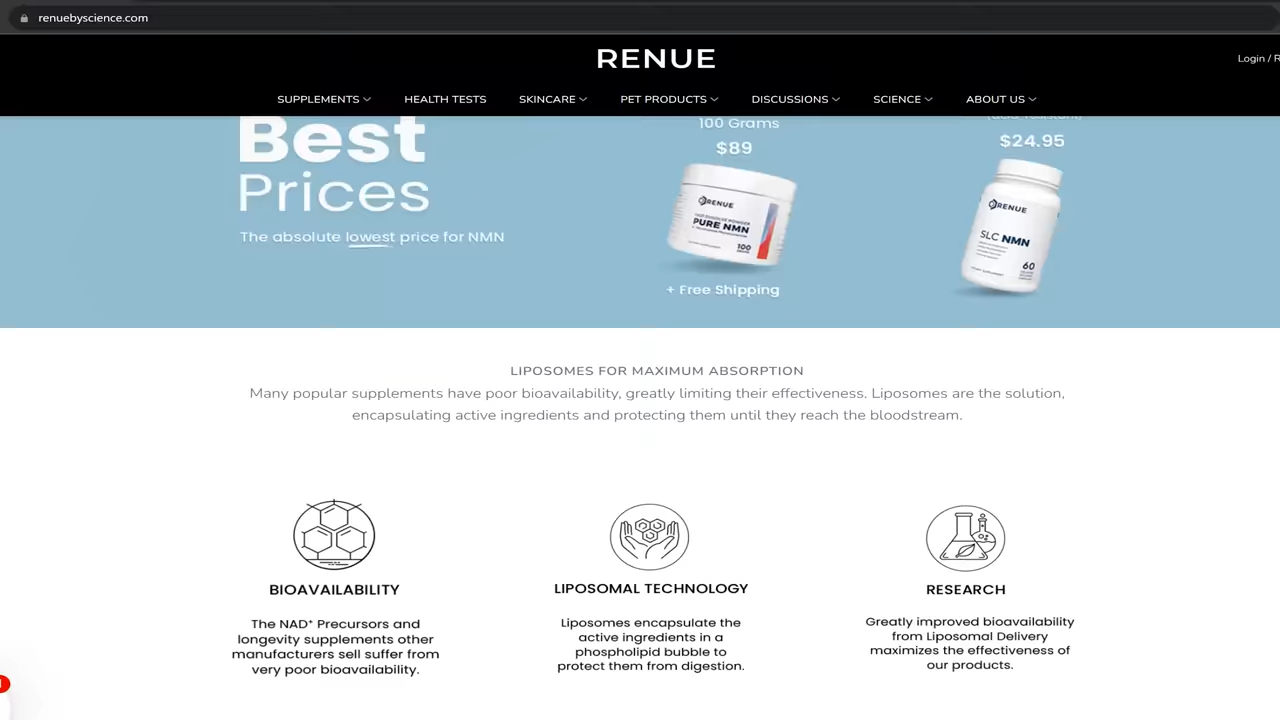 renuebyscience.com
RENUE
Login / R
SUPPLEMENTS
HEALTH TESTS
SKINCARE
PET PRODUCTS
DISCUSSIONS
SCIENCE
ABOUT US
Best
Prices
The absolute lowest price for NMN
100 Grams
$89
RENUE
PURE NMN
100
+ Free Shipping
$24.95
RENUE
SLC NMN
60
LIPOSOMES FOR MAXIMUM ABSORPTION
Many popular supplements have poor bioavailability, greatly limiting their effectiveness. Liposomes are the solution,
encapsulating active ingredients and protecting them until they reach the bloodstream.
BIOAVAILABILITY
The NAD+ Precursors and
longevity supplements other
manufacturers sell suffer from
very poor bioavailability.
LIPOSOMAL TECHNOLOGY
Liposomes encapsulate the
active ingredients in a
phospholipid bubble to
protect them from digestion.
RESEARCH
Greatly improved bioavailability
from Liposomal Delivery
maximizes the effectiveness of
our products.